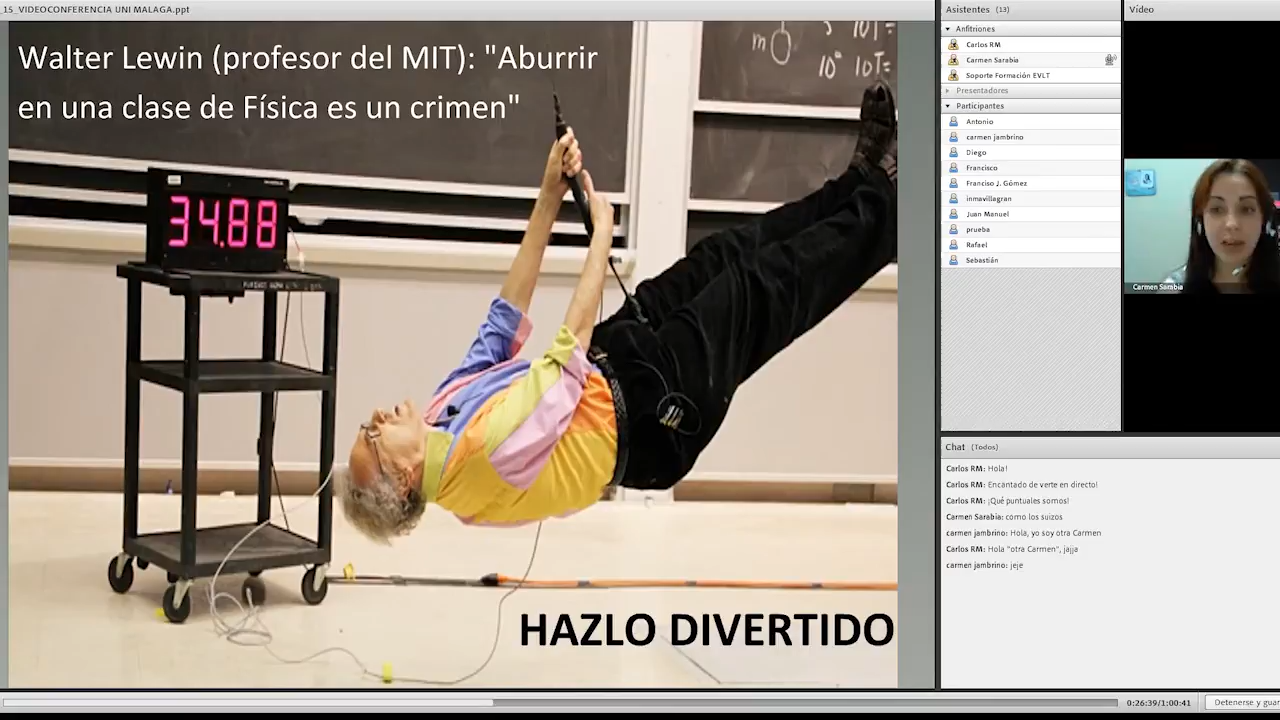 _15_VIDEOCONFERENCIA UNI MALAGA.ppt
Walter Lewin (profesor del MIT): "Aburrir
en una clase de Física es un crimen"
34.88
HAZLO DIVERTIDO
Asistentes (13)
Anfitriones
Carlos RM
Carmen Sarabia
Soporte Formación EVLT
Presentadores
Participantes
Antonio
carmen jambrino
Diego
Francisco
Franciso J. Gómez
inmavillagran
Juan Manuel
prueba
Rafael
Sebastián
Vídeo
Carmen Sarabia
Chat (Todos)
Carlos RM: Hola!
Carlos RM: Encantado de verte en directo!
Carlos RM: ¡Qué puntuales somos!
Carmen Sarabia: como los suizos
carmen jambrino: Hola, yo soy otra Carmen
Carlos RM: Hola "otra Carmen", jajja
carmen jambrino: jeje
0:26:39/1:00:41
Detenerse y guar